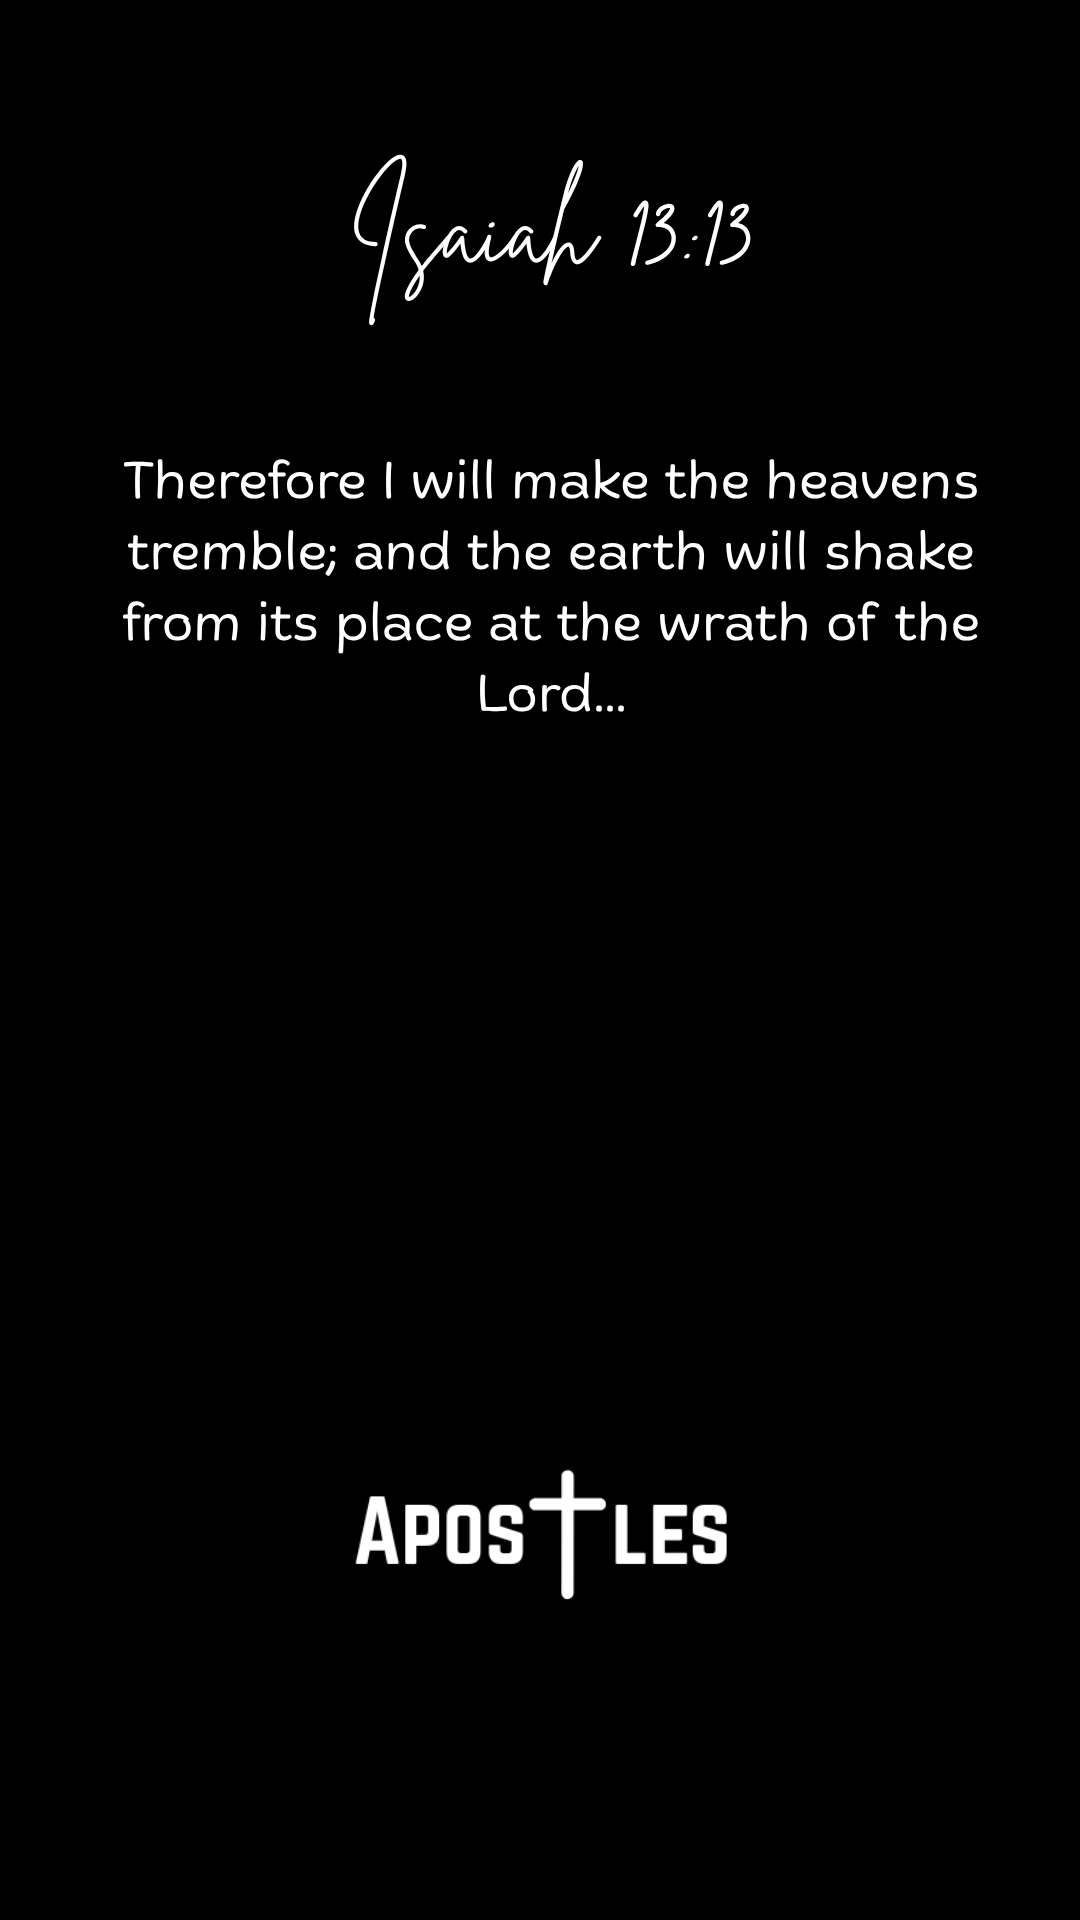 Isaiah 13:13
Therefore I will make the heavens
tremble; and the earth will shake
from its place at the wrath of the
Lord...
APOSTLES